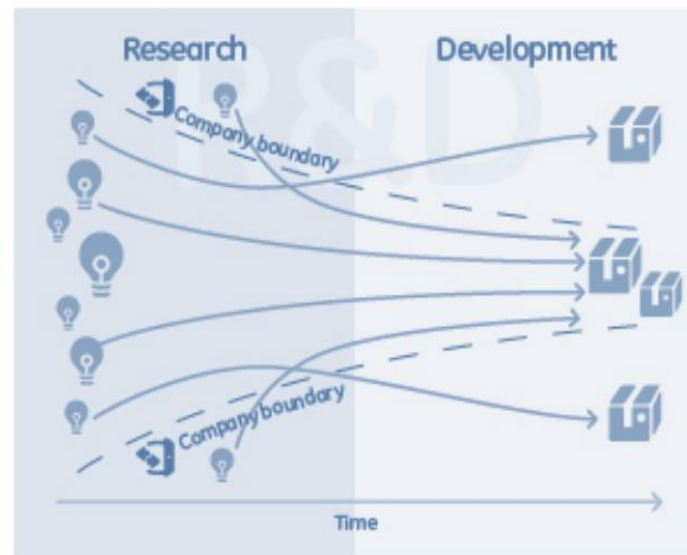 Research
Development
R&D
Company boundary
Company boundary
Time